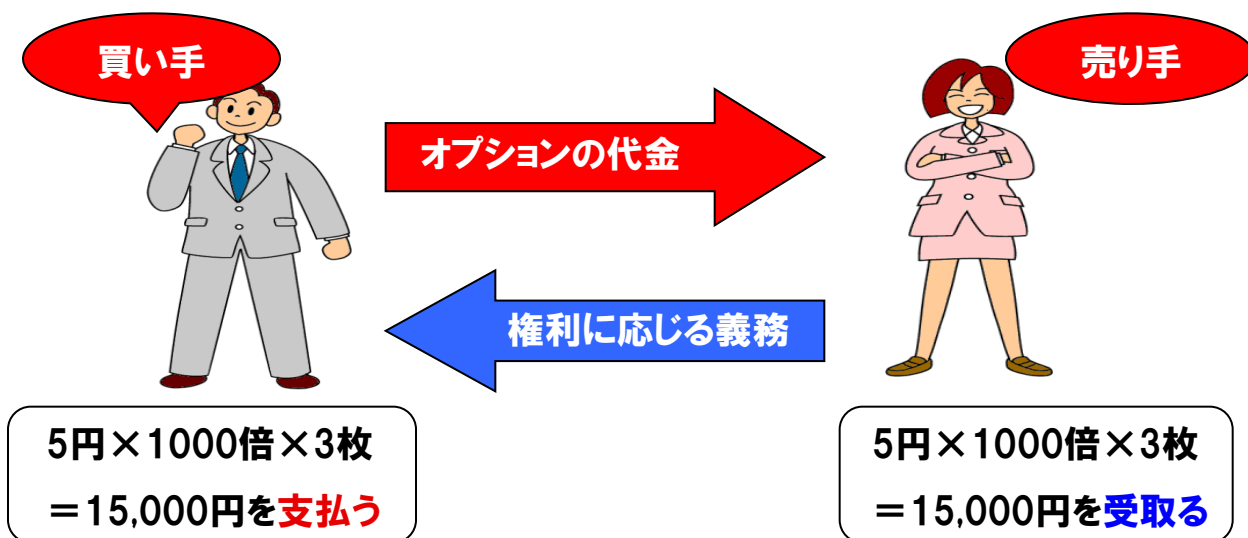 買い手
売り手
オプションの代金
権利に応じる義務
5円×1000倍×3枚
=15,000円を支払う
5円×1000倍×3枚
=15,000円を受取る